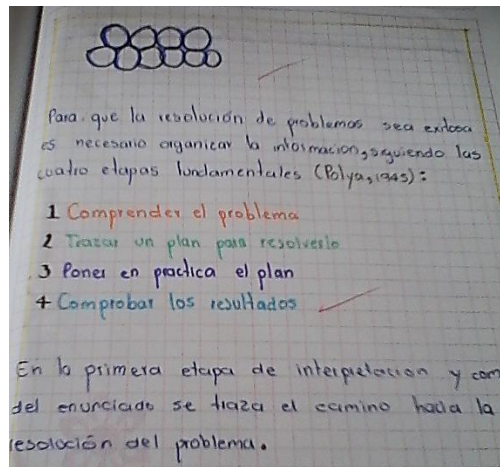 Para que la resolución de problemas sea exitosa
es necesario organizar la información, siguiendo las
cuatro etapas fundamentales (Polya, 1945):
1 Comprender el problema
2 Trazar un plan para resolverlo
3 Poner en practica el plan
4 Comprobar los resultados
En la primera etapa de interpretación y com
del enunciado se traza el camino hacia la
resolución del problema.